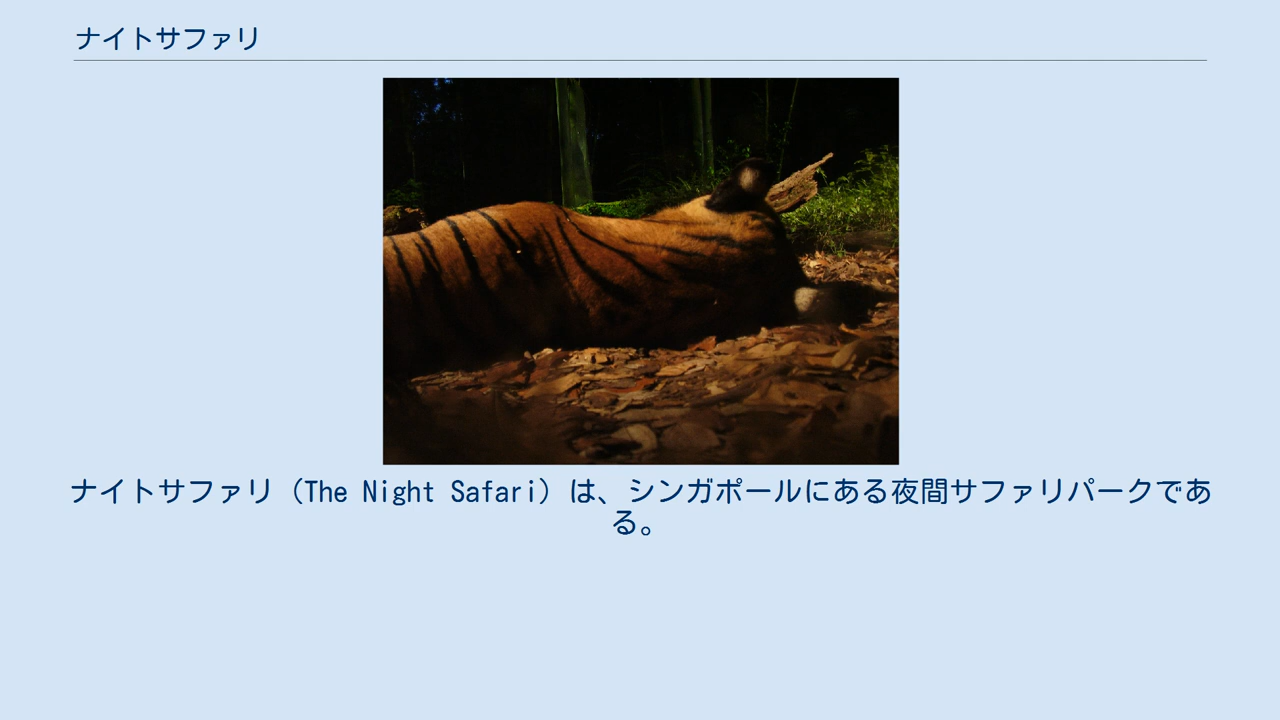 ナイトサファリ
ナイトサファリ（The Night Safari）は、シンガポールにある夜間サファリパークであ
る。